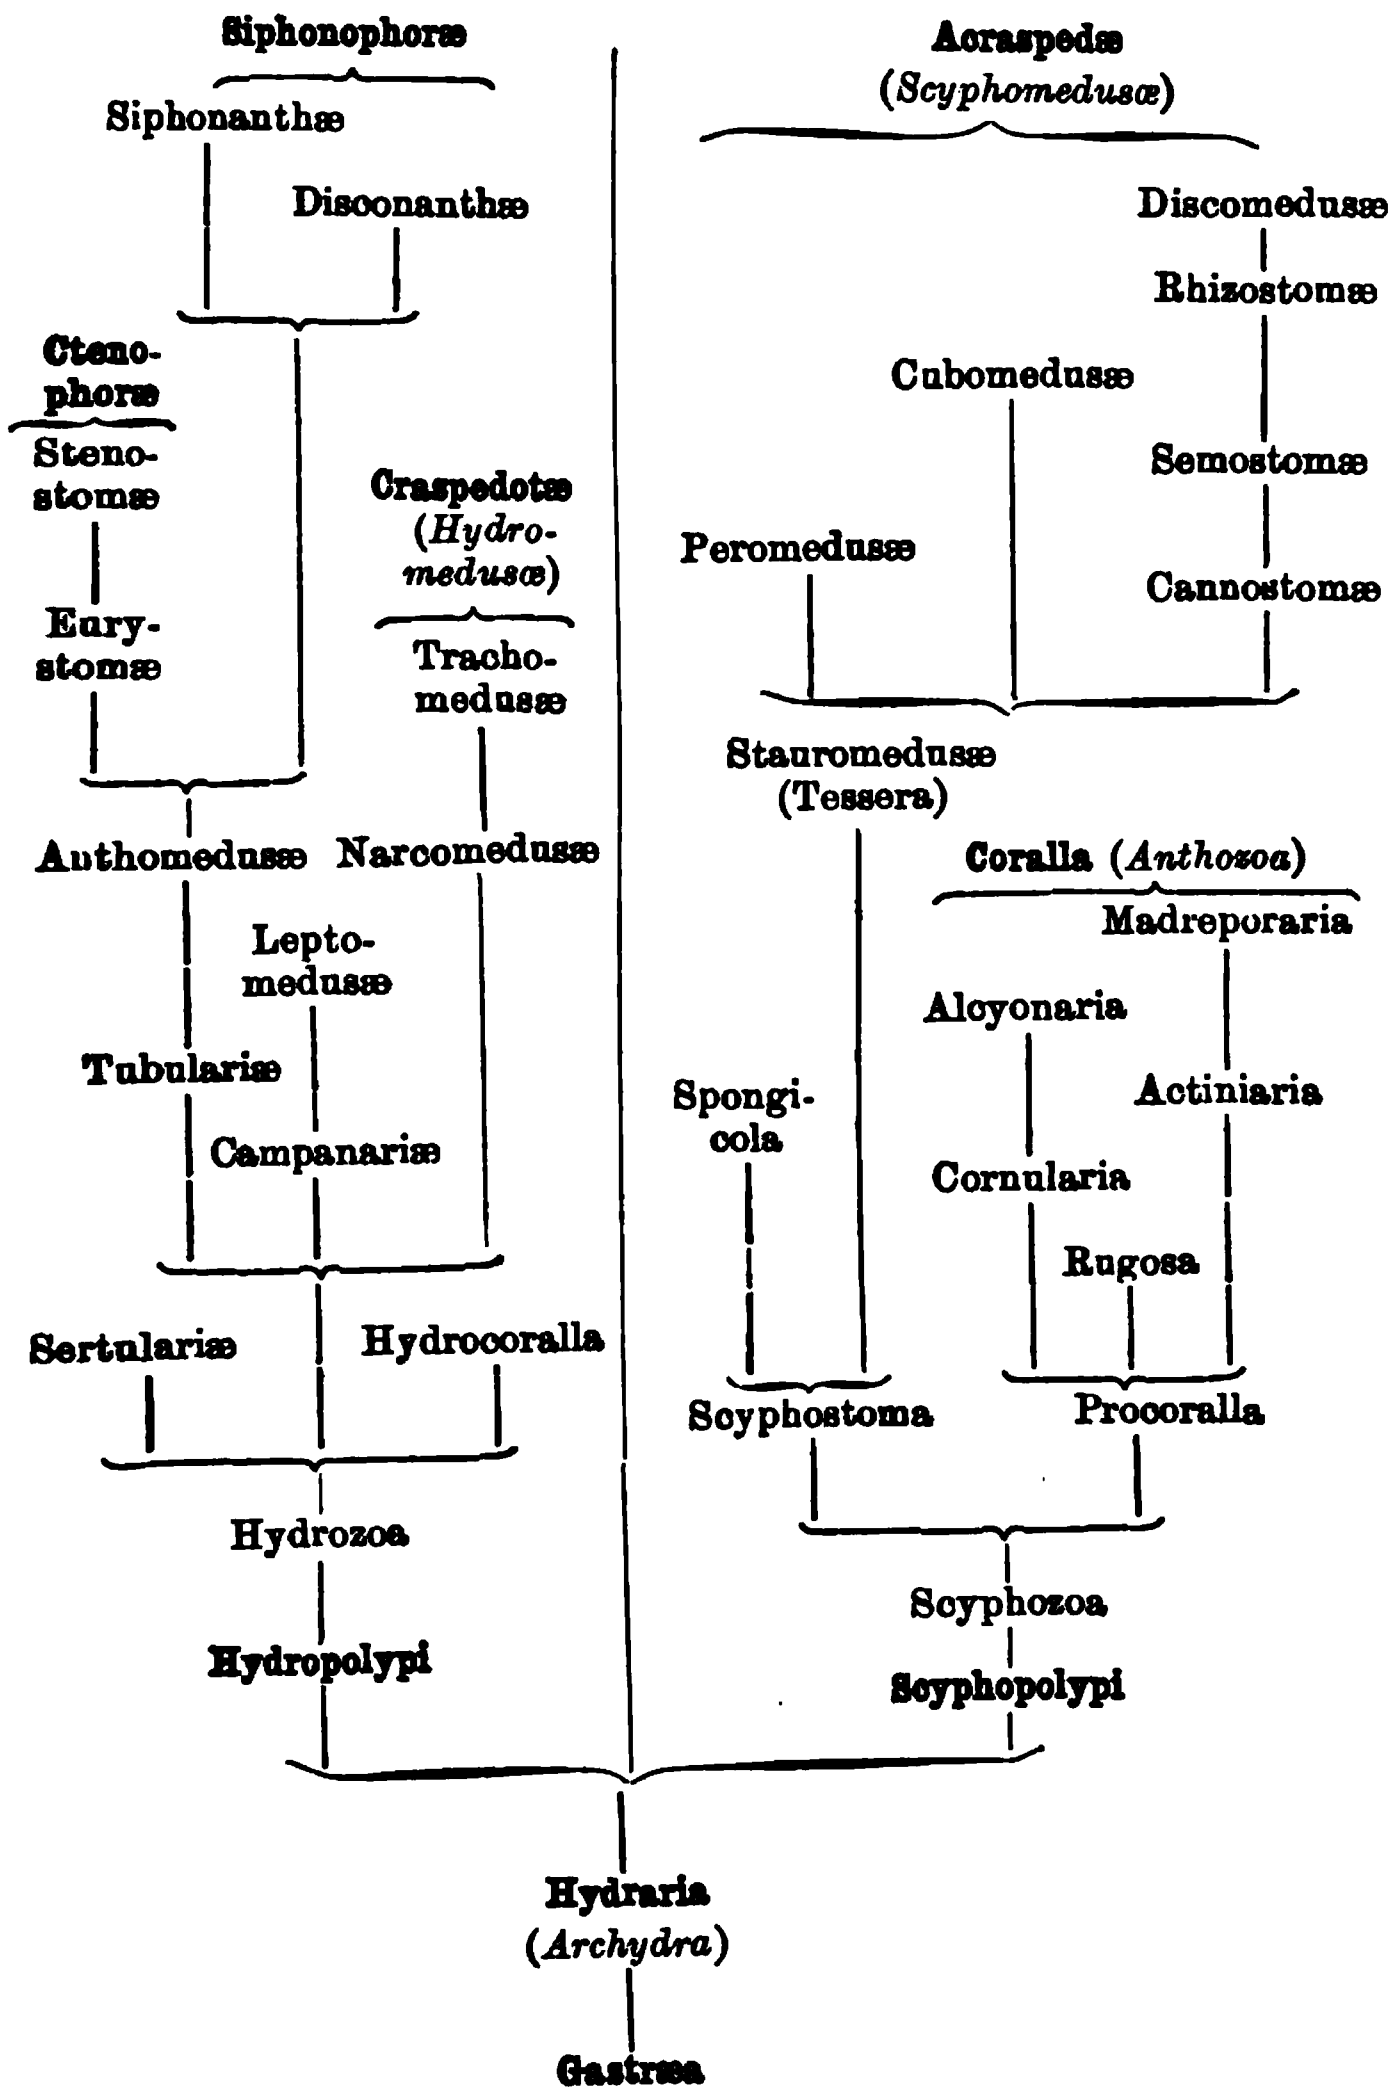 Siphonophoræ
Siphonanthæ
Disconanthæ
Cteno-
phoræ
Steno-
stomæ
Eury-
stomæ
Craspedotæ
(Hydro-
medusæ)
Tracho-
medusæ
Anthomedusæ
Narcomedusæ
Lepto-
medusæ
Tubulariæ
Campanariæ
Sertulariæ
Hydrocoralla
Hydrozoa
Hydropolypi
Acraspedæ
(Scyphomedusæ)
Discomedusæ
Rhizostomæ
Cubomedusæ
Semostomæ
Peromedusæ
Cannostomæ
Stauromedusæ
(Tessera)
Coralla (Anthozoa)
Madreporaria
Alcyonaria
Spongi-
cola
Actiniaria
Cornularia
Rugosa
Scyphostoma
Procoralla
Scyphozoa
Scyphopolypi
Hydraria
(Archydra)
Gastræa